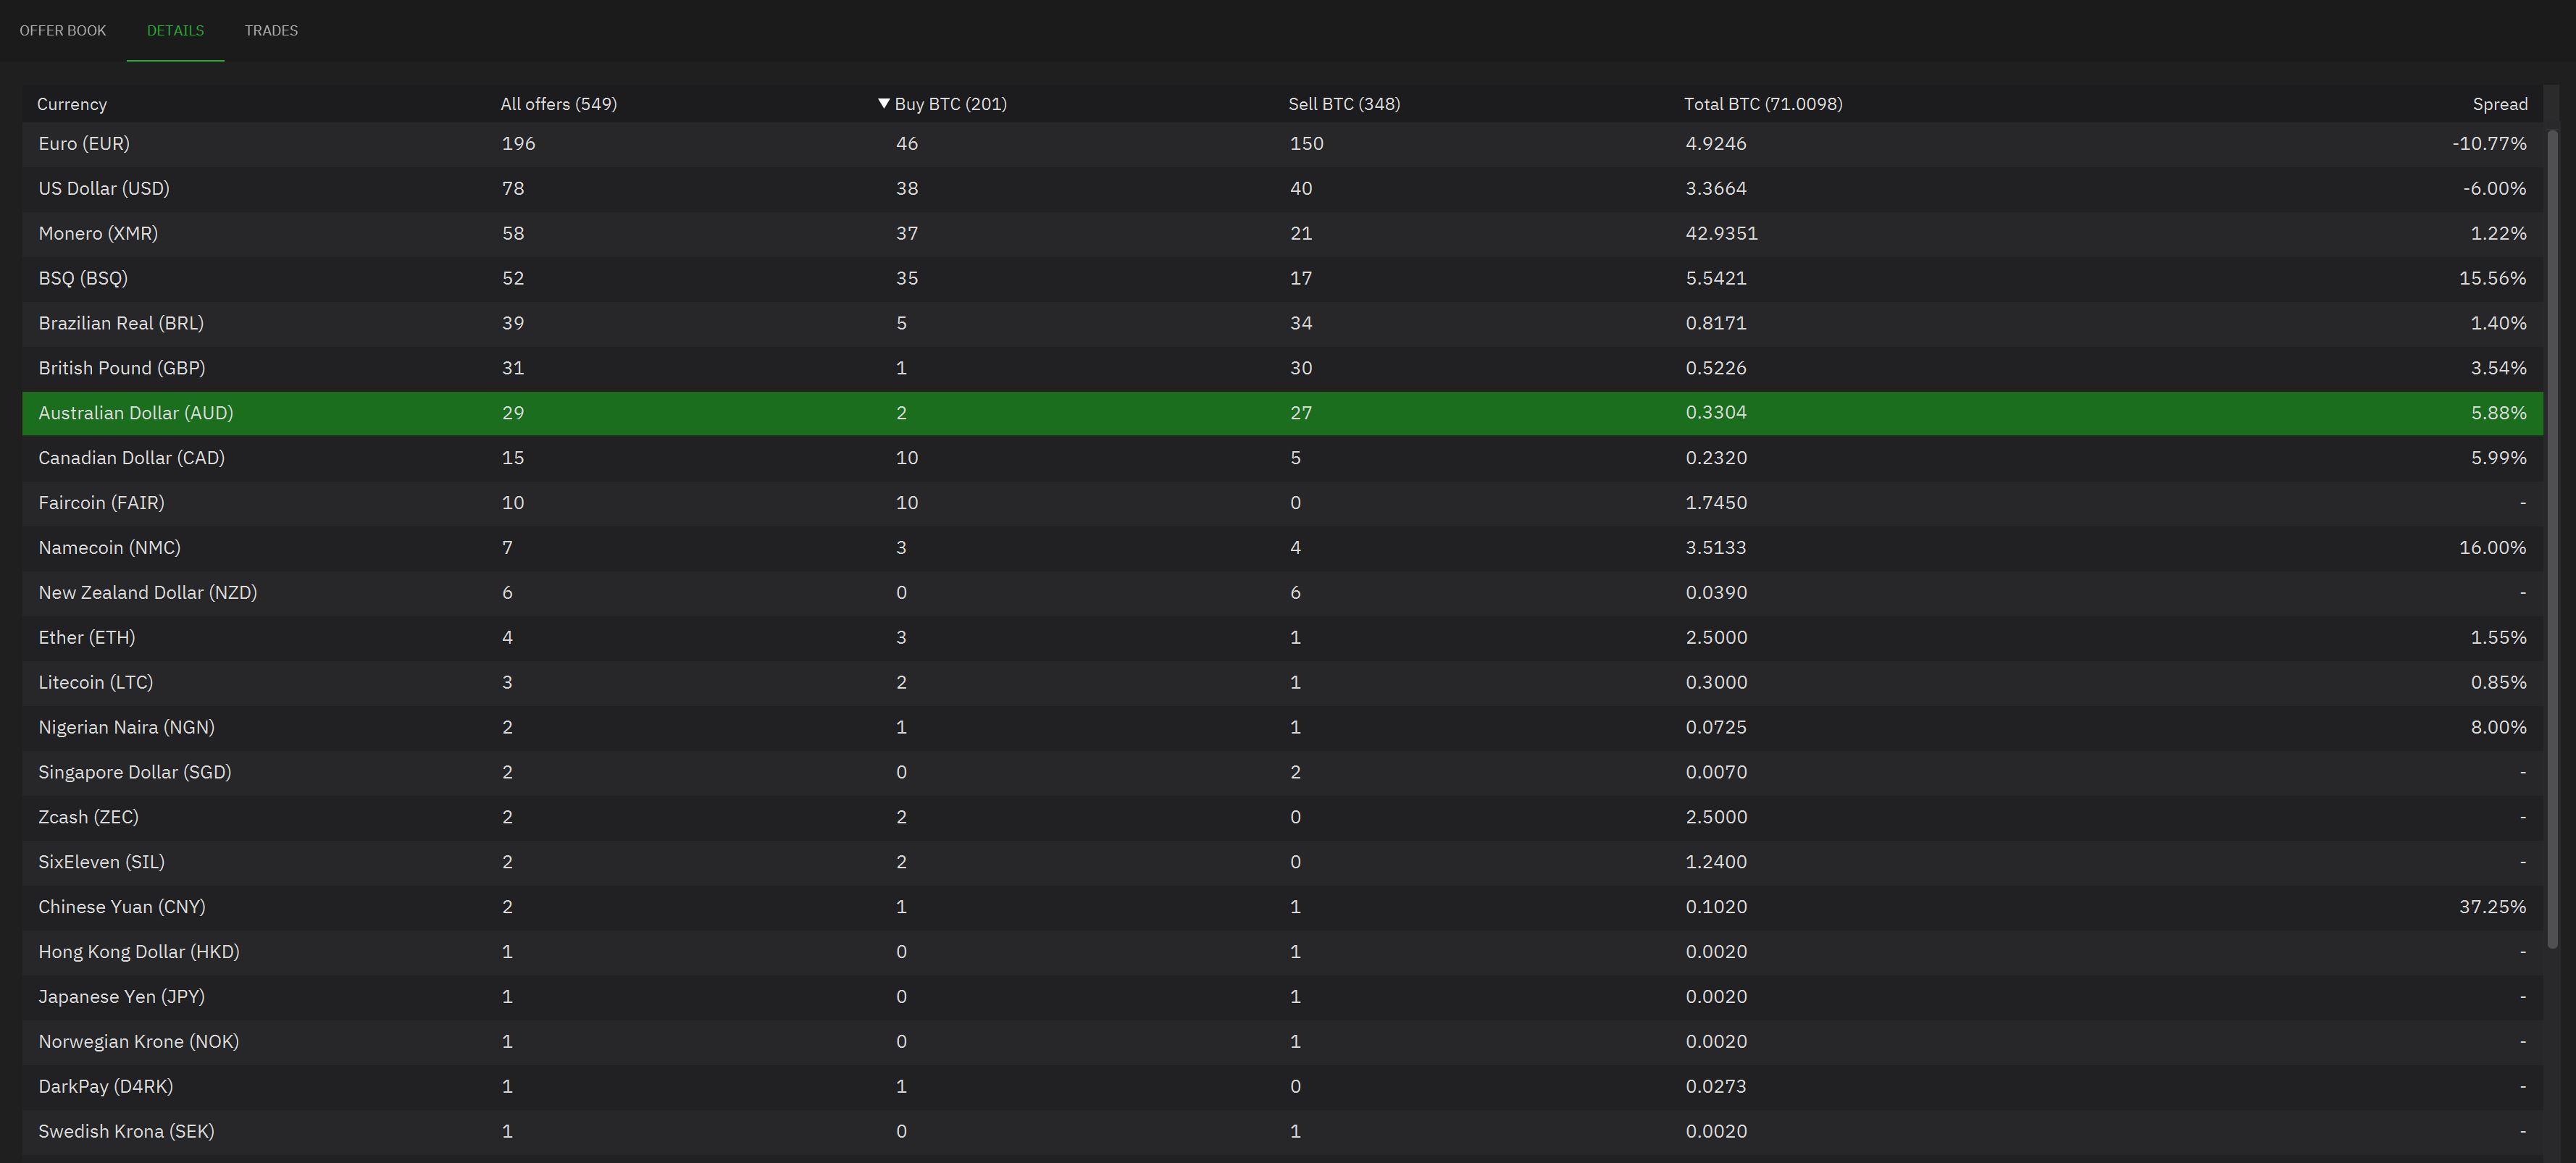 OFFER BOOK DETAILS TRADES
Currency All offers (549) ▼ Buy BTC (201) Sell BTC (348) Total BTC (71.0098) Spread
Euro (EUR) 196 46 150 4.9246 -10.77%
US Dollar (USD) 78 38 40 3.3664 -6.00%
Monero (XMR) 58 37 21 42.9351 1.22%
BSQ (BSQ) 52 35 17 5.5421 15.56%
Brazilian Real (BRL) 39 5 34 0.8171 1.40%
British Pound (GBP) 31 1 30 0.5226 3.54%
Australian Dollar (AUD) 29 2 27 0.3304 5.88%
Canadian Dollar (CAD) 15 10 5 0.2320 5.99%
Faircoin (FAIR) 10 10 0 1.7450 -
Namecoin (NMC) 7 3 4 3.5133 16.00%
New Zealand Dollar (NZD) 6 0 6 0.0390 -
Ether (ETH) 4 3 1 2.5000 1.55%
Litecoin (LTC) 3 2 1 0.3000 0.85%
Nigerian Naira (NGN) 2 1 1 0.0725 8.00%
Singapore Dollar (SGD) 2 0 2 0.0070 -
Zcash (ZEC) 2 2 0 2.5000 -
SixEleven (SIL) 2 2 0 1.2400 -
Chinese Yuan (CNY) 2 1 1 0.1020 37.25%
Hong Kong Dollar (HKD) 1 0 1 0.0020 -
Japanese Yen (JPY) 1 0 1 0.0020 -
Norwegian Krone (NOK) 1 0 1 0.0020 -
DarkPay (D4RK) 1 1 0 0.0273 -
Swedish Krona (SEK) 1 0 1 0.0020 -